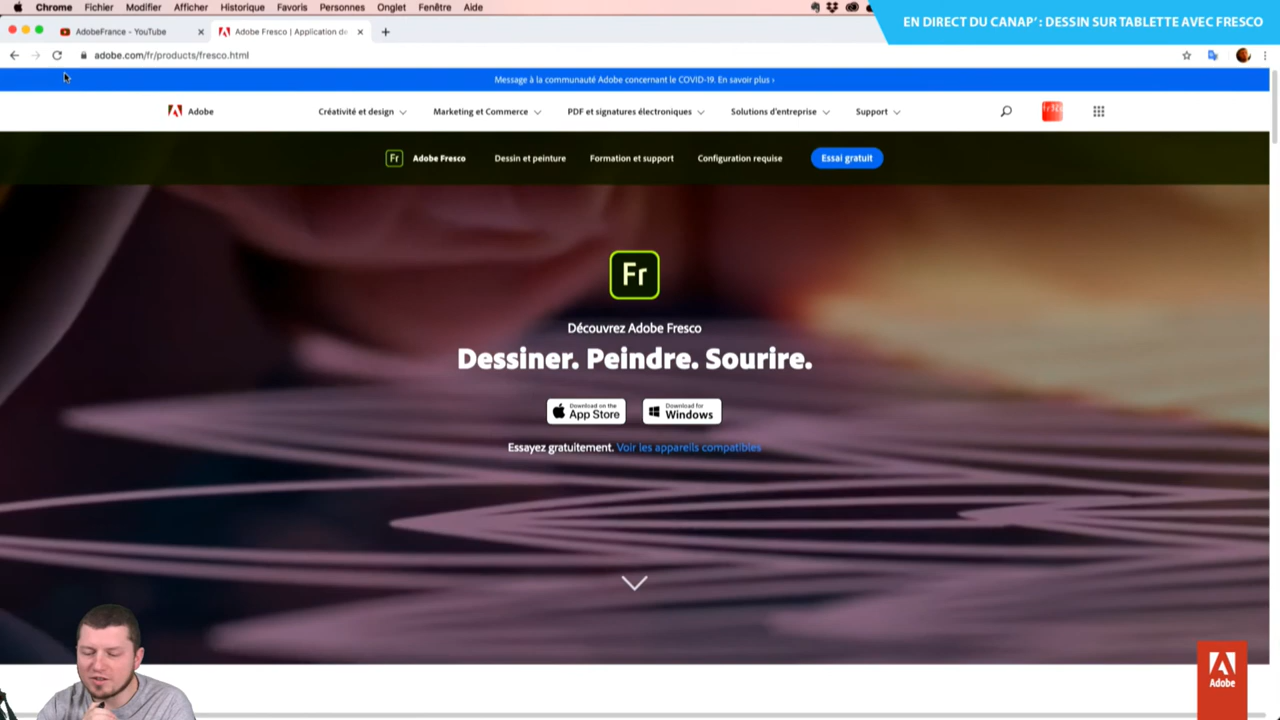 Chrome Fichier Modifier Afficher Historique Favoris Personnes Onglet Fenêtre Aide
EN DIRECT DU CANAP' : DESSIN SUR TABLETTE AVEC FRESCO
AdobeFrance - YouTube
Adobe Fresco | Application de
adobe.com/fr/products/fresco.html
Message à la communauté Adobe concernant le COVID-19. En savoir plus ›
Adobe
Créativité et design
Marketing et Commerce
PDF et signatures électroniques
Solutions d'entreprise
Support
Fr Adobe Fresco
Dessin et peinture
Formation et support
Configuration requise
Essai gratuit
Fr
Découvrez Adobe Fresco
Dessiner. Peindre. Sourire.
Download on the
App Store
Download for
Windows
Essayez gratuitement. Voir les appareils compatibles
Adobe